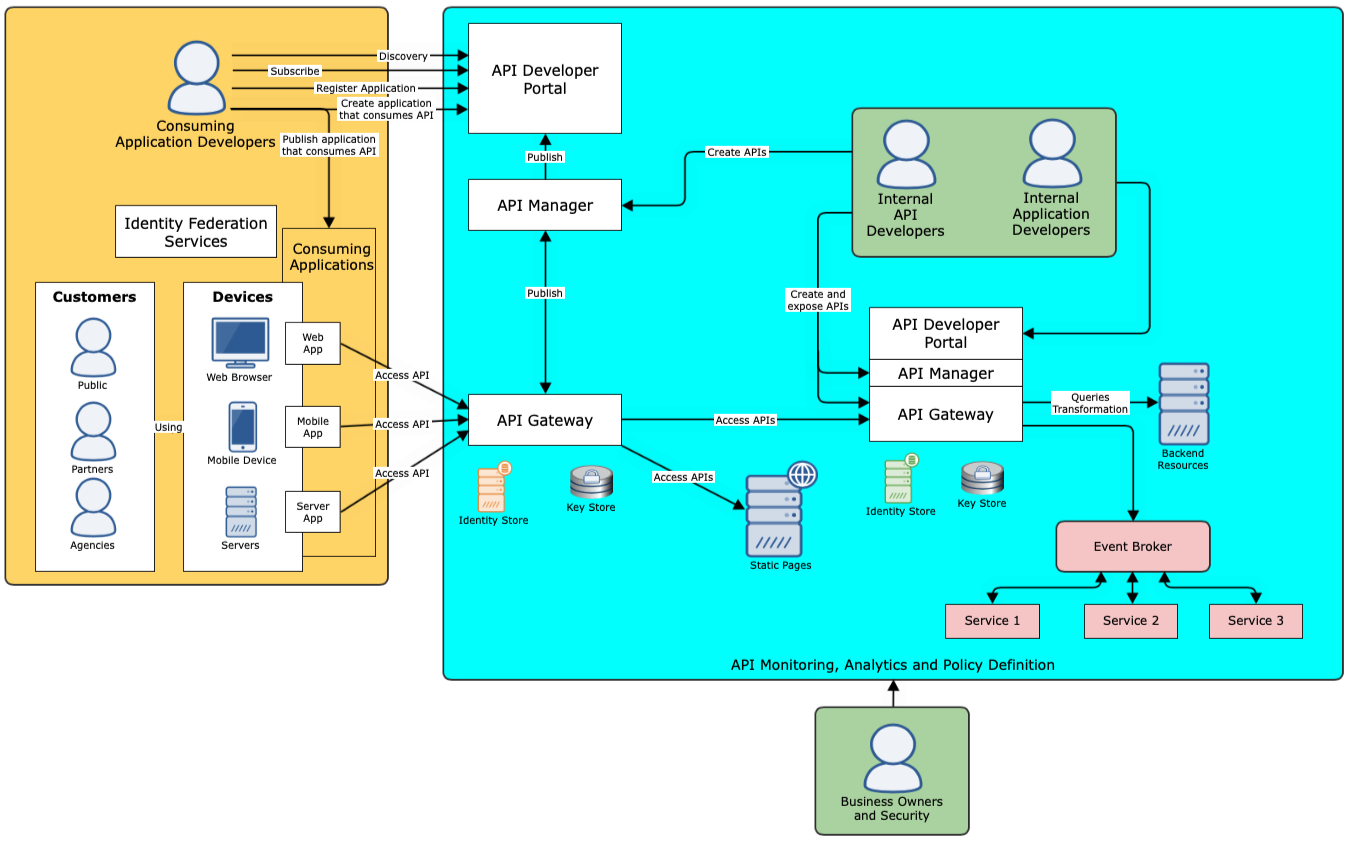 Discovery
Subscribe
Register Application
Create application
that consumes API
Consuming
Application Developers
Publish application
that consumes API
Identity Federation
Services
Consuming
Applications
Customers
Public
Partners
Agencies
Using
Devices
Web Browser
Mobile Device
Servers
Web
App
Mobile
App
Server
App
Access API
Access API
Access API
API Developer
Portal
Publish
API Manager
Publish
API Gateway
Identity Store
Key Store
Create APIs
Internal
API
Developers
Internal
Application
Developers
Create and
expose APIs
API Developer
Portal
API Manager
API Gateway
Access APIs
Access APIs
Static Pages
Identity Store
Key Store
Queries
Transformation
Backend
Resources
Event Broker
Service 1
Service 2
Service 3
API Monitoring, Analytics and Policy Definition
Business Owners
and Security